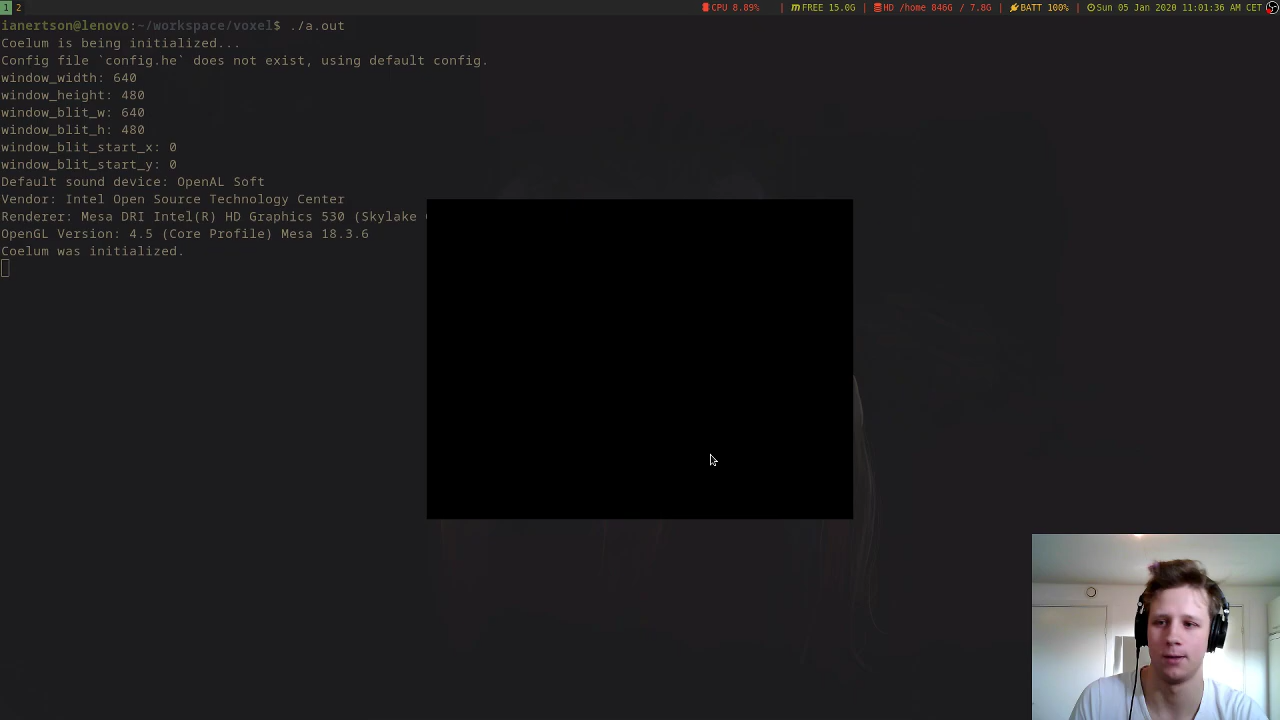 1 2 CPU 8.89% | FREE 15.0G | HD /home 846G / 7.8G | BATT 100% | Sun 05 Jan 2020 11:01:36 AM CET
ianertson@lenovo:~/workspace/voxel$ ./a.out
Coelum is being initialized...
Config file `config.he` does not exist, using default config.
window_width: 640
window_height: 480
window_blit_w: 640
window_blit_h: 480
window_blit_start_x: 0
window_blit_start_y: 0
Default sound device: OpenAL Soft
Vendor: Intel Open Source Technology Center
Renderer: Mesa DRI Intel(R) HD Graphics 530 (Skylake
OpenGL Version: 4.5 (Core Profile) Mesa 18.3.6
Coelum was initialized.